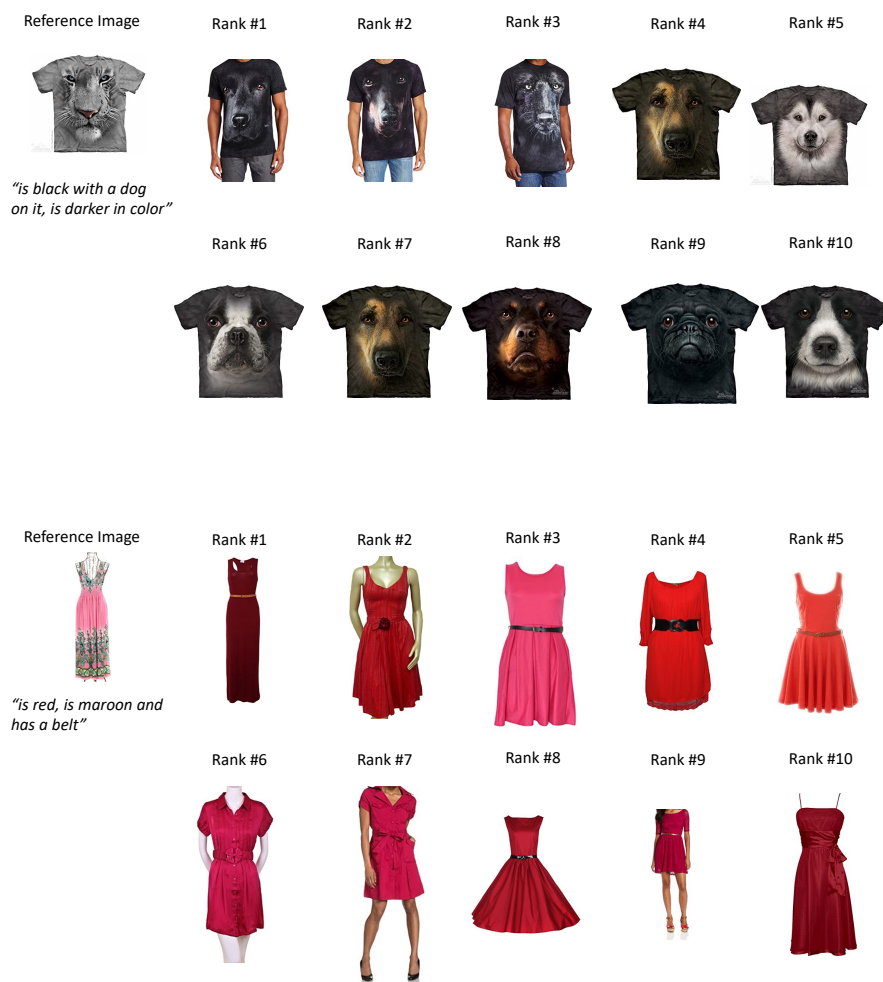 Reference Image
Rank #1
Rank #2
Rank #3
Rank #4
Rank #5
“is black with a dog
on it, is darker in color”
Rank #6
Rank #7
Rank #8
Rank #9
Rank #10
Reference Image
Rank #1
Rank #2
Rank #3
Rank #4
Rank #5
“is red, is maroon and
has a belt”
Rank #6
Rank #7
Rank #8
Rank #9
Rank #10